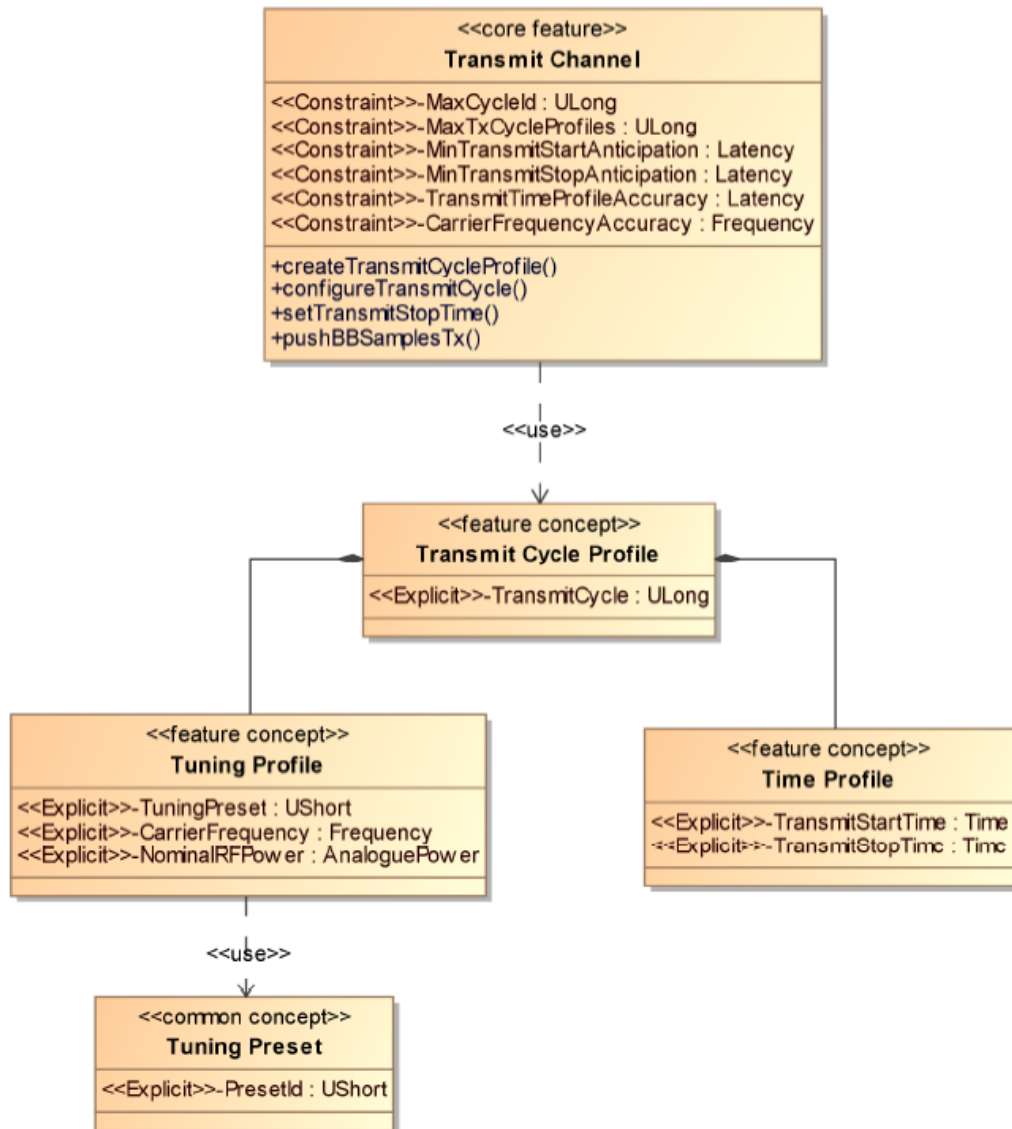 <<core feature>>
Transmit Channel
<<Constraint>>-MaxCycleId : ULong
<<Constraint>>-MaxTxCycleProfiles : ULong
<<Constraint>>-MinTransmitStartAnticipation : Latency
<<Constraint>>-MinTransmitStopAnticipation : Latency
<<Constraint>>-TransmitTimeProfileAccuracy : Latency
<<Constraint>>-CarrierFrequencyAccuracy : Frequency
+createTransmitCycleProfile()
+configureTransmitCycle()
+setTransmitStopTime()
+pushBBSamplesTx()
<<use>>
<<feature concept>>
Transmit Cycle Profile
<<Explicit>>-TransmitCycle : ULong
<<feature concept>>
Tuning Profile
<<Explicit>>-TuningPreset : UShort
<<Explicit>>-CarrierFrequency : Frequency
<<Explicit>>-NominalRFPower : AnaloguePower
<<feature concept>>
Time Profile
<<Explicit>>-TransmitStartTime : Time
<<Explicit>>-TransmitStopTime : Time
<<use>>
<<common concept>>
Tuning Preset
<<Explicit>>-PresetId : UShort